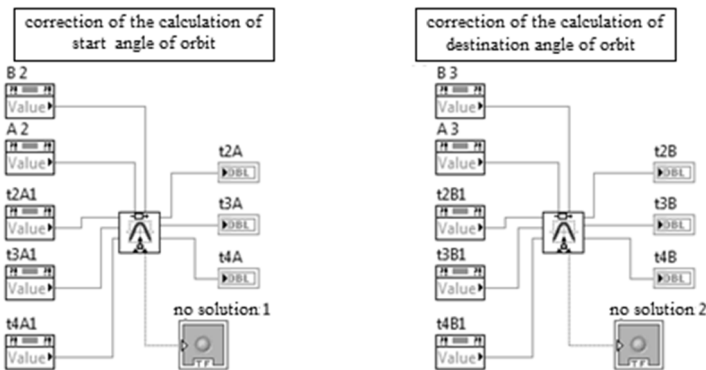 correction of the calculation of
start angle of orbit
B 2
Value
A 2
Value
t2A1
Value
t3A1
Value
t4A1
Value
t2A
DBL
t3A
DBL
t4A
DBL
no solution:1
TF
correction of the calculation of
destination angle of orbit
B 3
Value
A 3
Value
t2B1
Value
t3B1
Value
t4B1
Value
t2B
DBL
t3B
DBL
t4B
DBL
no solution:2
TF